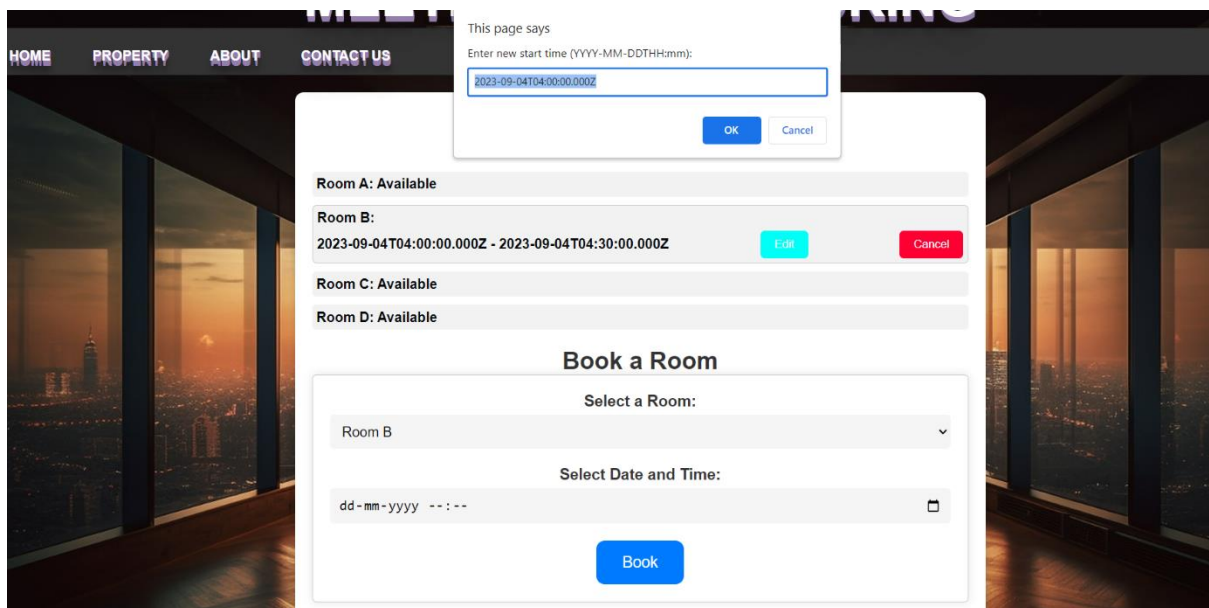 This page says
Enter new start time (YYYY-MM-DDTHH:mm):
2023-09-04T04:00:00.000Z
OK Cancel
HOME PROPERTY ABOUT CONTACT US
Room A: Available
Room B:
2023-09-04T04:00:00.000Z - 2023-09-04T04:30:00.000Z Edit Cancel
Room C: Available
Room D: Available
Book a Room
Select a Room:
Room B
Select Date and Time:
dd-mm-yyyy --:--
Book